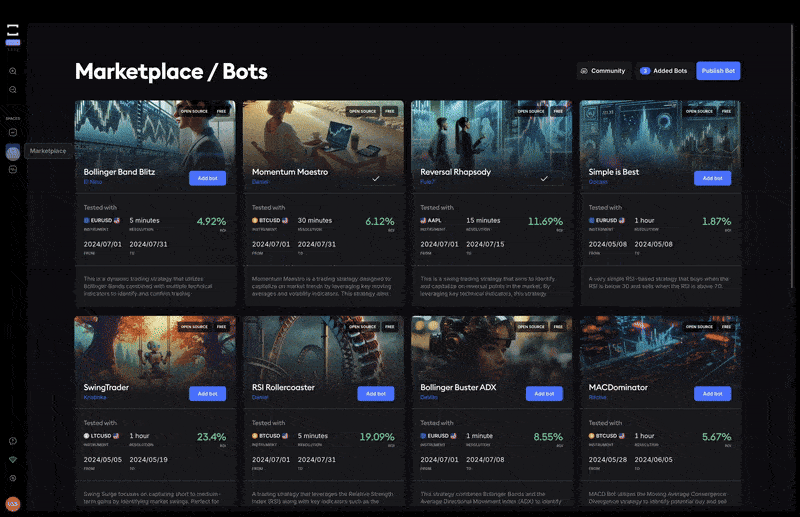 Marketplace / Bots
Community
3 Added Bots
Publish Bot
SPACES
Marketplace
OPEN SOURCE FREE
Bollinger Band Blitz
El Nino
Add bot
Tested with
EURUSD 5 minutes 4.92%
INSTRUMENT RESOLUTION ROI
2024/07/01 2024/07/31
FROM TO
This is a dynamic trading strategy that utilizes
Bollinger Bands combined with multiple technical
indicators to identify and confirm trading
OPEN SOURCE FREE
Momentum Maestro
Daniel
Tested with
BTCUSD 30 minutes 6.12%
INSTRUMENT RESOLUTION ROI
2024/07/01 2024/07/31
FROM TO
Momentum Maestro is a trading strategy designed to
capitalize on market trends by leveraging key moving
averages and volatility indicators. This strategy aims
OPEN SOURCE FREE
Reversal Rhapsody
Tested with
AAPL 15 minutes 11.69%
INSTRUMENT RESOLUTION ROI
2024/07/01 2024/07/15
FROM TO
This is a swing trading strategy that aims to identify
and capitalize on reversal points in the market. By
leveraging key technical indicators, this strategy
OPEN SOURCE FREE
Simple is Best
Add bot
Tested with
EURUSD 1 hour 1.87%
INSTRUMENT RESOLUTION ROI
2024/05/08 2024/05/08
FROM TO
A very simple RSI-based strategy that buys when the
RSI is below 30 and sells when the RSI is above 70.
OPEN SOURCE FREE
SwingTrader
Add bot
Tested with
LTCUSD 1 hour 23.4%
INSTRUMENT RESOLUTION ROI
2024/05/05 2024/05/19
FROM TO
Swing Surge focuses on capturing short to medium-
term gains by identifying market swings. Perfect for
OPEN SOURCE FREE
RSI Rollercoaster
Daniel
Add bot
Tested with
BTCUSD 5 minutes 19.09%
INSTRUMENT RESOLUTION ROI
2024/07/01 2024/07/31
FROM TO
A trading strategy that leverages the Relative Strength
Index (RSI) along with key indicators such as the
OPEN SOURCE FREE
Bollinger Buster ADX
Add bot
Tested with
EURUSD 1 minute 8.55%
INSTRUMENT RESOLUTION ROI
2024/07/01 2024/07/08
FROM TO
This strategy combines Bollinger Bands and the
Average Directional Movement Index (ADX) to identify
OPEN SOURCE FREE
MACDominator
Add bot
Tested with
BTCUSD 1 hour 5.67%
INSTRUMENT RESOLUTION ROI
2024/05/28 2024/06/05
FROM TO
MACD Bot utilizes the Moving Average Convergence
Divergence strategy to identify potential buy and sell